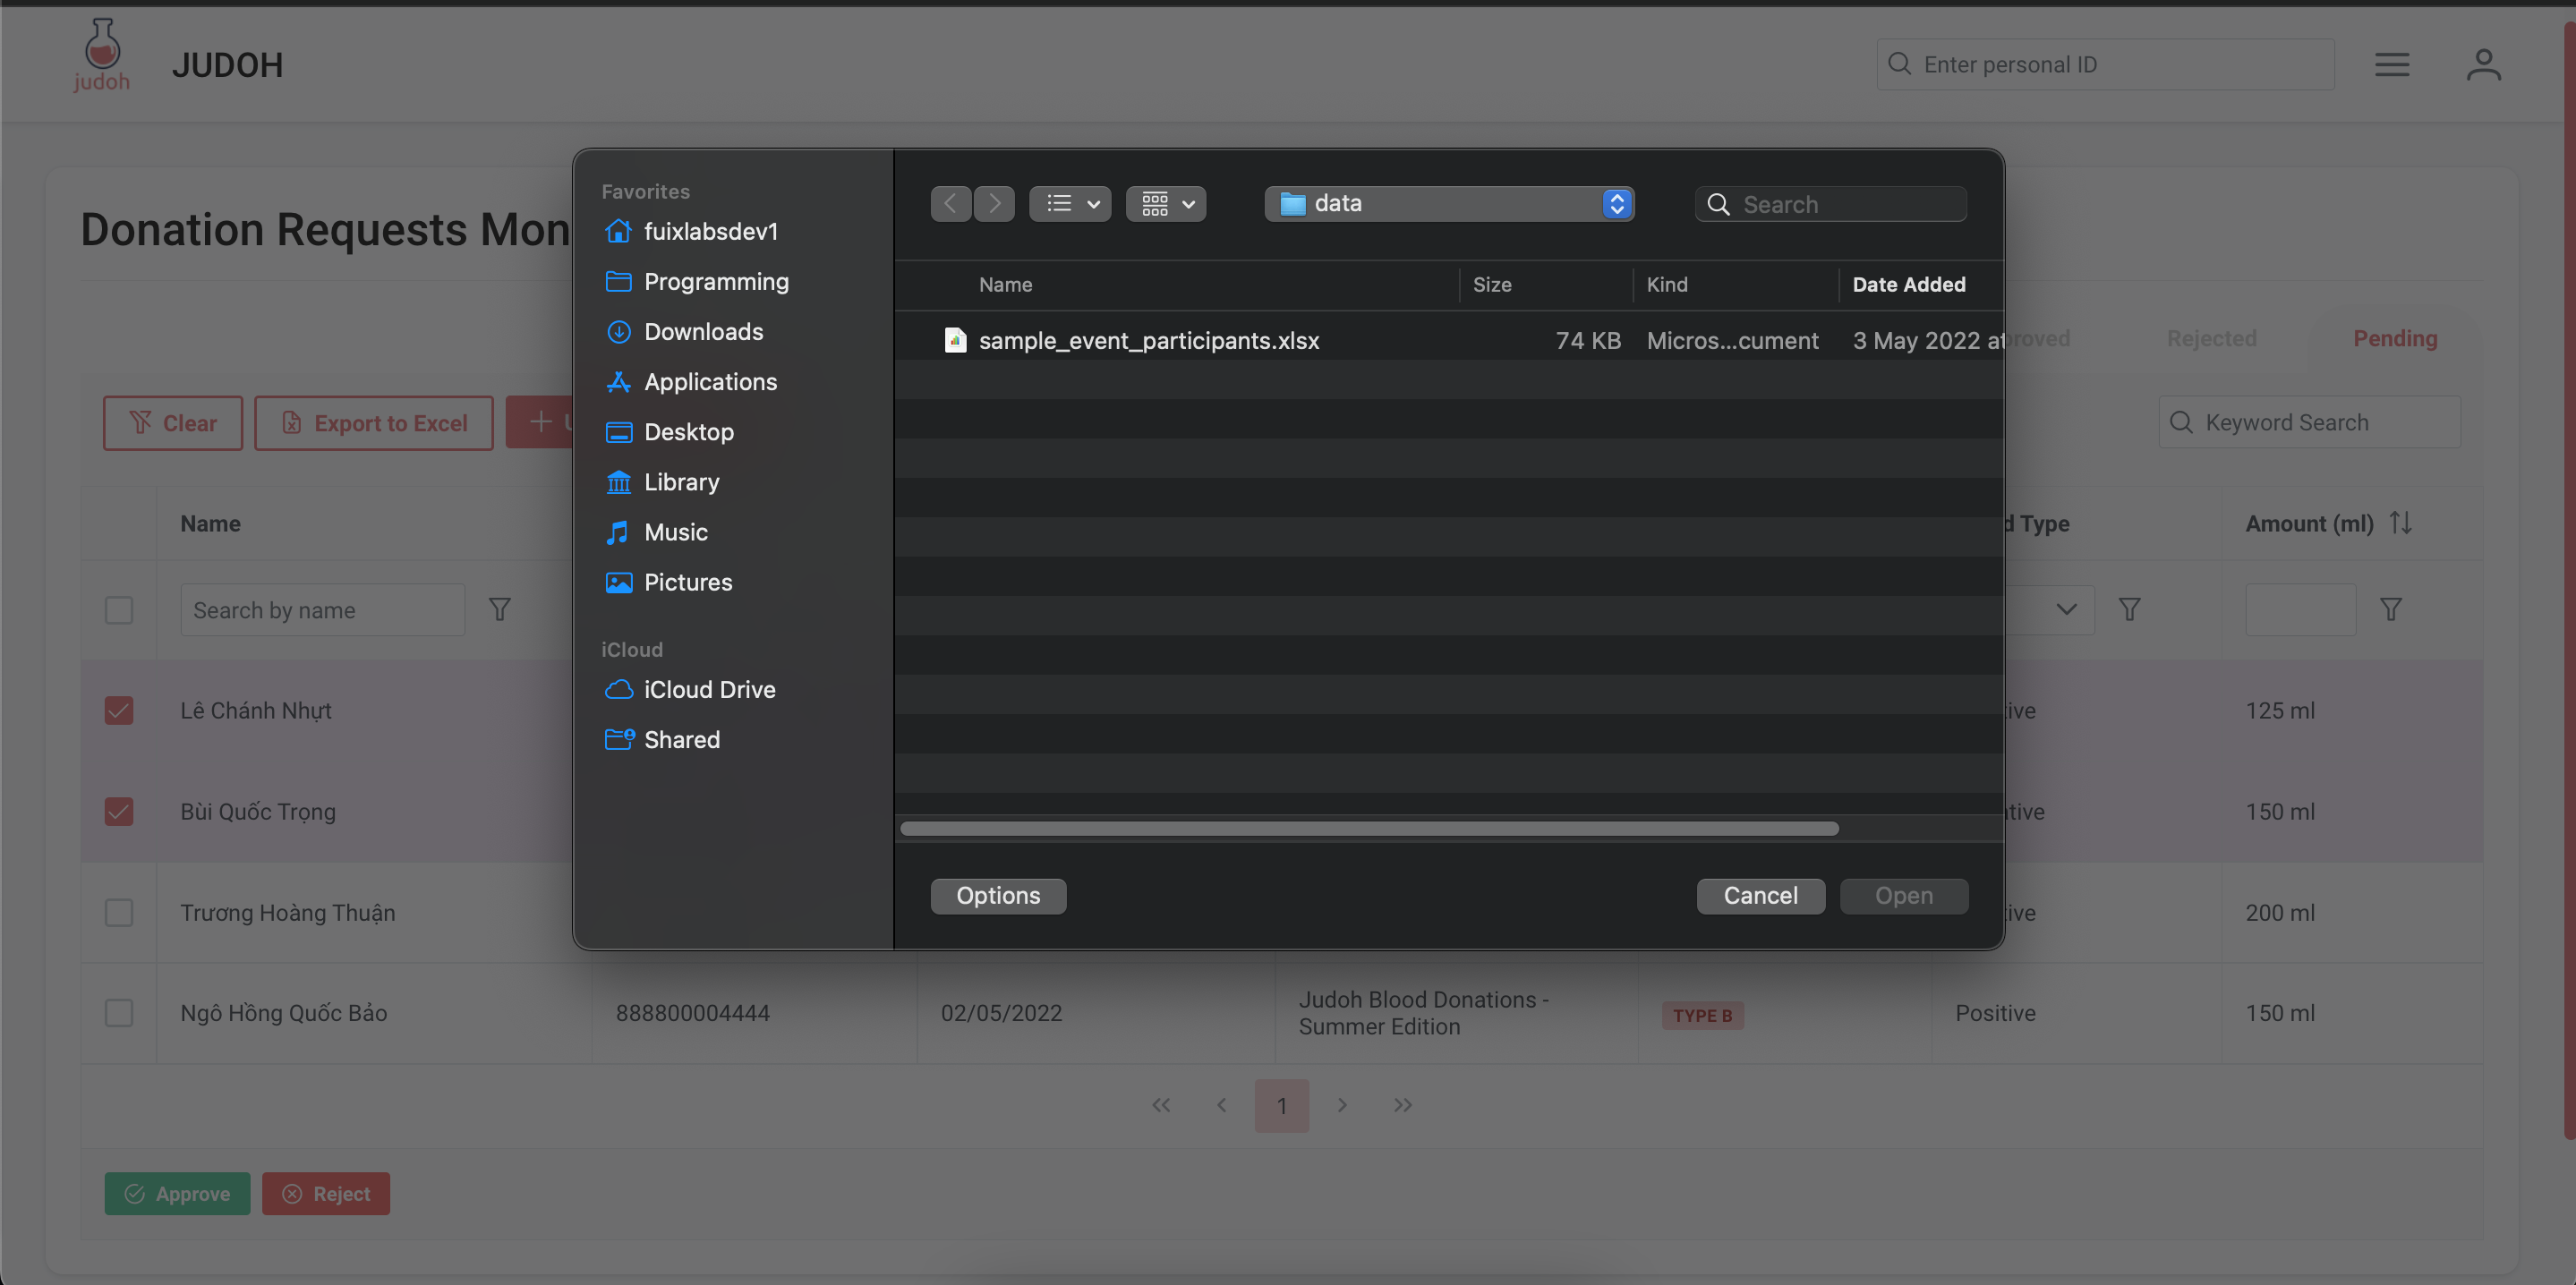 judoh
JUDOH
Enter personal ID
Donation Requests Mon
Favorites
fuixlabsdev1
Programming
Downloads
Applications
Desktop
Library
Music
Pictures
iCloud
iCloud Drive
Shared
data
Search
Name Size Kind Date Added
sample_event_participants.xlsx 74 KB Micros...cument 3 May 2022 at
Options
Cancel
Open
Rejected
Pending
Clear
Export to Excel
Keyword Search
Name
Type
Amount (ml)
Search by name
Lê Chánh Nhựt
125 ml
Bùi Quốc Trọng
150 ml
Trương Hoàng Thuận
200 ml
Ngô Hồng Quốc Bảo 888800004444 02/05/2022 Judoh Blood Donations -
Summer Edition
TYPE B
Positive
150 ml
1
Approve
Reject